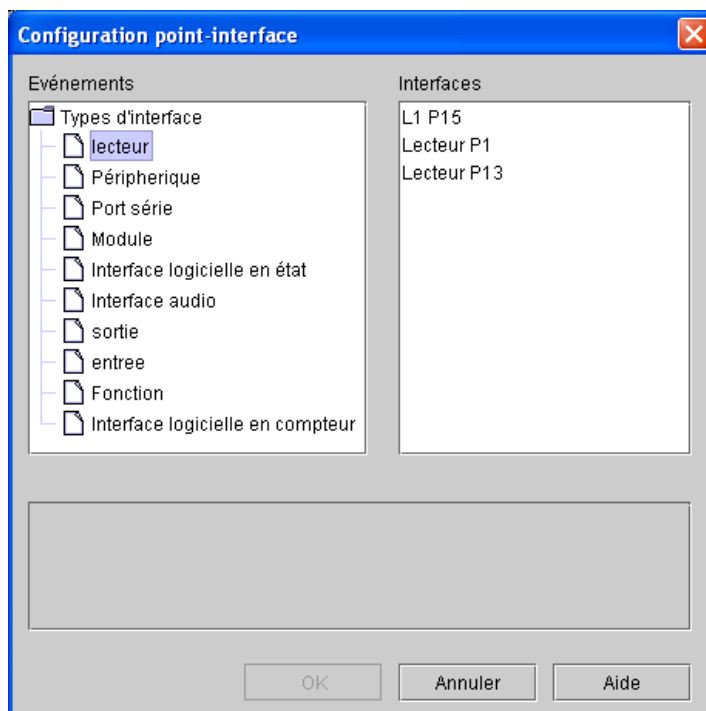 Configuration point-interface
Evénements
Types d'interface
lecteur
Péripherique
Port série
Module
Interface logicielle en état
Interface audio
sortie
entree
Fonction
Interface logicielle en compteur
Interfaces
L1 P15
Lecteur P1
Lecteur P13
OK
Annuler
Aide